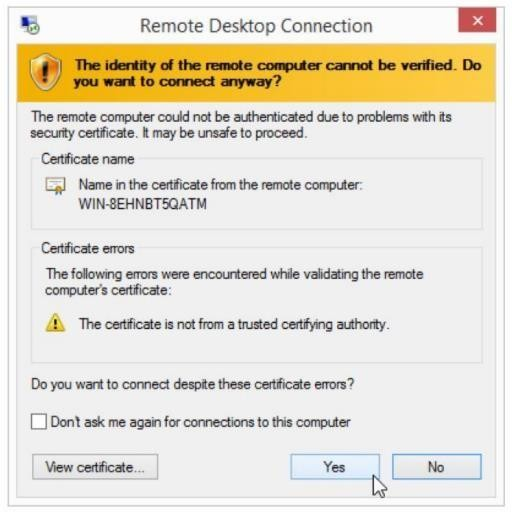 Remote Desktop Connection
The identity of the remote computer cannot be verified. Do
you want to connect anyway?
The remote computer could not be authenticated due to problems with its
security certificate. It may be unsafe to proceed.
Certificate name
Name in the certificate from the remote computer:
WIN-8EHNBT5QATM
Certificate errors
The following errors were encountered while validating the remote
computer's certificate:
The certificate is not from a trusted certifying authority.
Do you want to connect despite these certificate errors?
Don't ask me again for connections to this computer
View certificate... Yes No